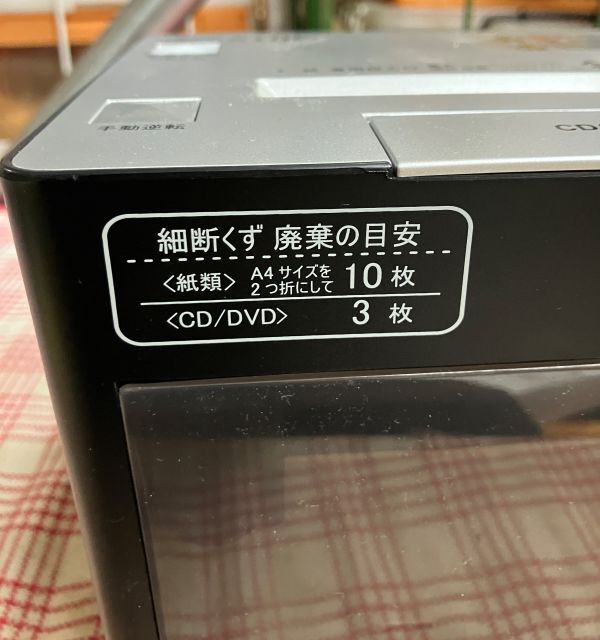 手動逆転
CD
細断くず 廃棄の目安
〈紙類〉 A4サイズを2つ折にして 10枚
〈CD/DVD〉 3枚